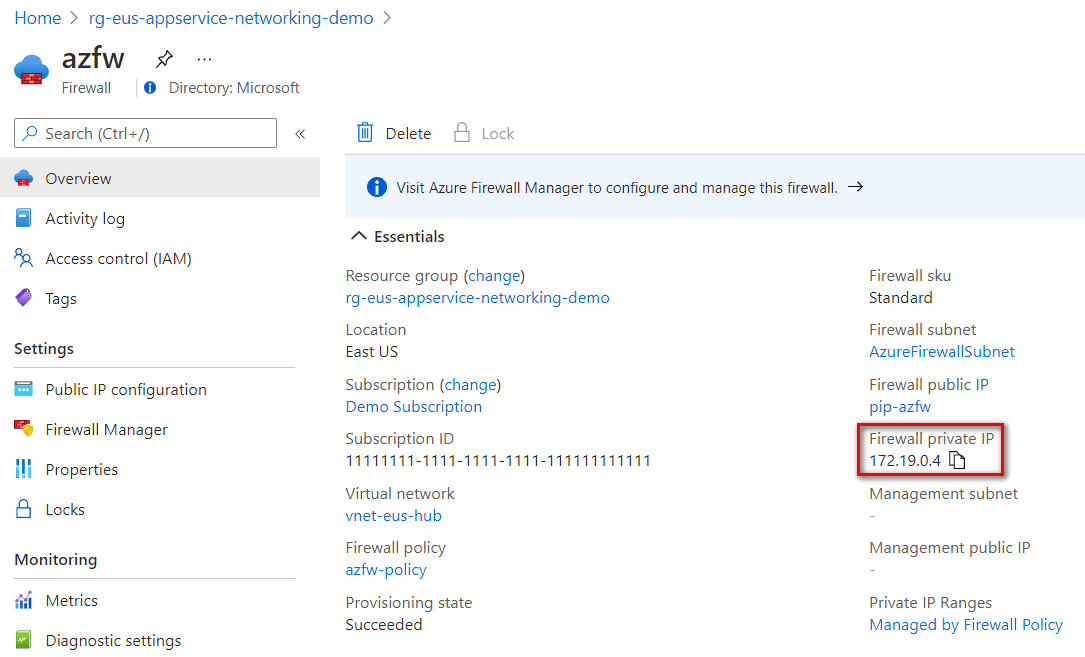 Home > rg-eus-appservice-networking-demo >
azfw
...
Firewall
Directory: Microsoft
Search (Ctrl+/)
«
Overview
Activity log
Access control (IAM)
Tags
Settings
Public IP configuration
Firewall Manager
Properties
Locks
Monitoring
Metrics
Diagnostic settings
Delete
Lock
Visit Azure Firewall Manager to configure and manage this firewall. →
Essentials
Resource group (change)
rg-eus-appservice-networking-demo
Location
East US
Subscription (change)
Demo Subscription
Subscription ID
11111111-1111-1111-1111-111111111111
Virtual network
vnet-eus-hub
Firewall policy
azfw-policy
Provisioning state
Succeeded
Firewall sku
Standard
Firewall subnet
AzureFirewallSubnet
Firewall public IP
pip-azfw
Firewall private IP
172.19.0.4
Management subnet
-
Management public IP
-
Private IP Ranges
Managed by Firewall Policy